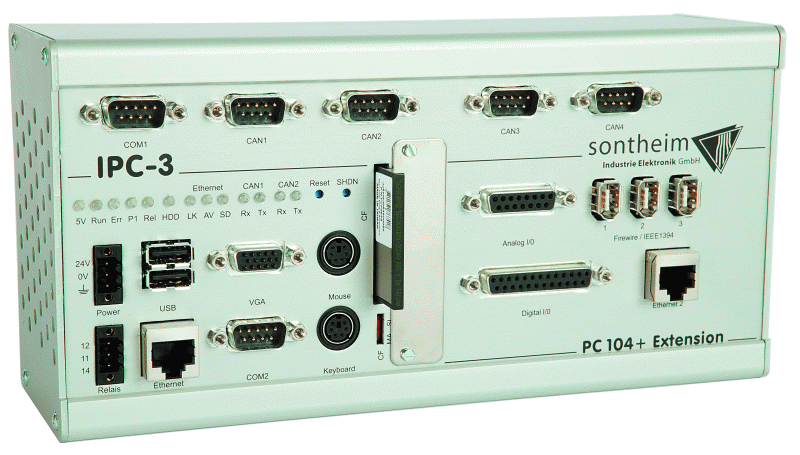 COM1 CAN1 CAN2 CAN3 CAN4
IPC-3
sontheim
Industrie Elektronik GmbH
Ethernet CAN1 CAN2 Reset SHDN
5V Run Err P1 Rel HDD LK AV SD Rx Tx Rx Tx
CF
Analog I/0
1 2 3
Firewire / IEEE1394
24V
0V
Power
USB
VGA
Mouse
Digital I/0
Ethernet 2
12
11
14
Relais
Ethernet
COM2
Keyboard
CF
PC 104+ Extension